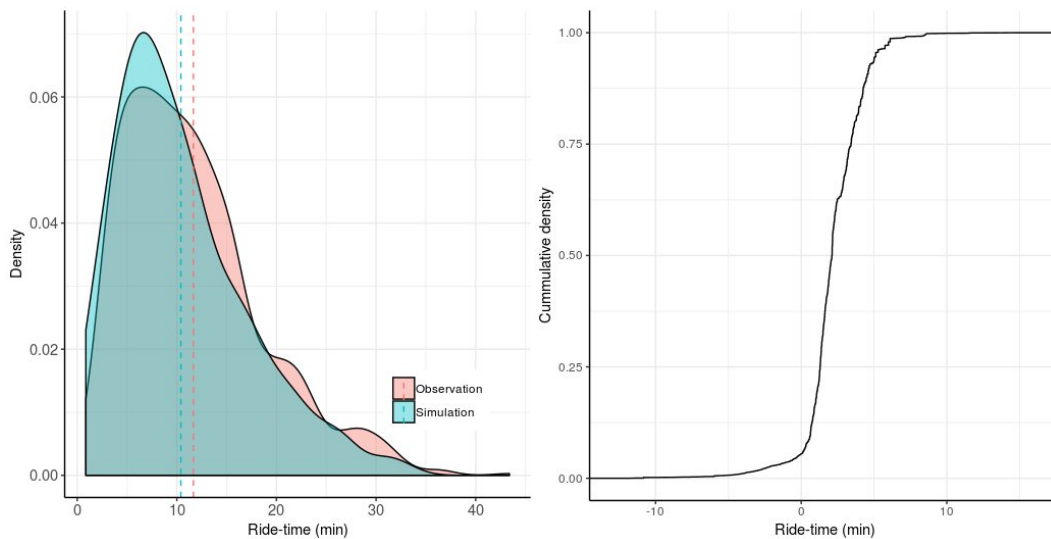 Density
0.06
0.04
0.02
0.00
0
10
20
30
40
Ride-time (min)
Observation
Simulation
Cummulative density
1.00
0.75
0.50
0.25
0.00
-10
0
10
Ride-time (min)